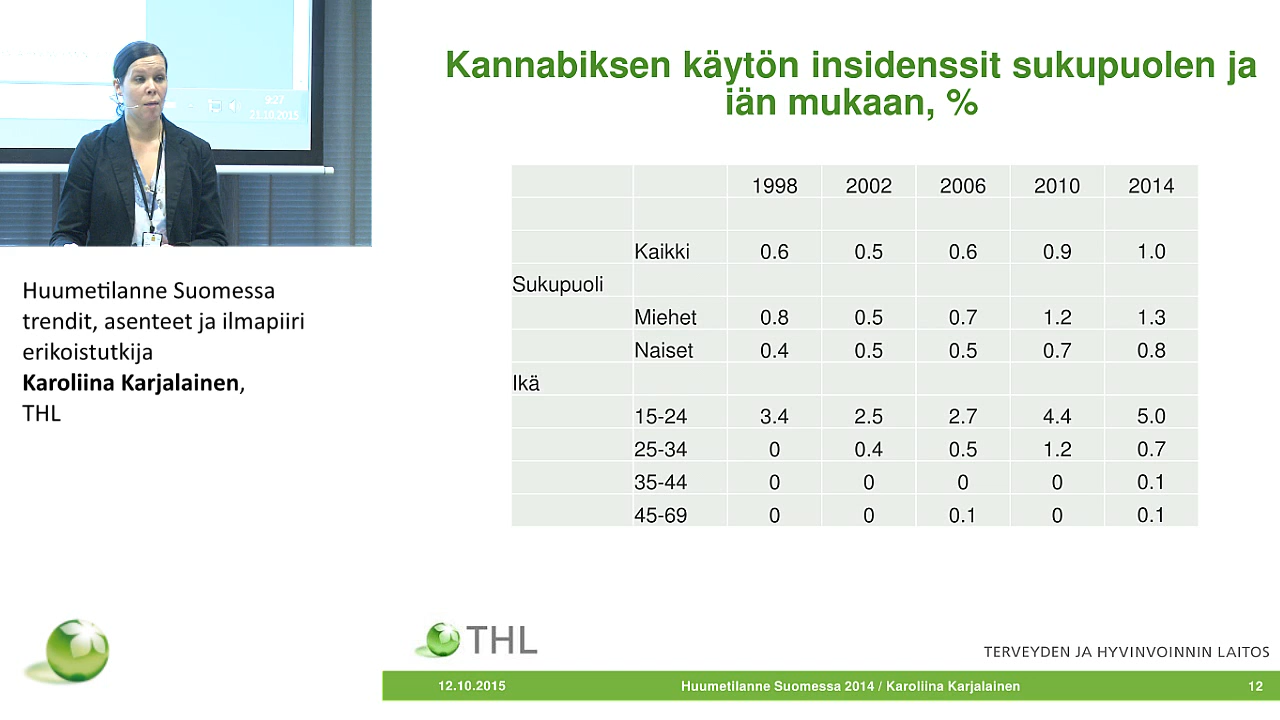 9:27
21.10.2015
Huumetilanne Suomessa
trendit, asenteet ja ilmapiiri
erikoistutkija
Karoliina Karjalainen,
THL
Kannabiksen käytön insidenssit sukupuolen ja
iän mukaan, %
1998 2002 2006 2010 2014
Kaikki 0.6 0.5 0.6 0.9 1.0
Sukupuoli
Miehet 0.8 0.5 0.7 1.2 1.3
Naiset 0.4 0.5 0.5 0.7 0.8
Ikä
15-24 3.4 2.5 2.7 4.4 5.0
25-34 0 0.4 0.5 1.2 0.7
35-44 0 0 0 0 0.1
45-69 0 0 0.1 0 0.1
THL
TERVEYDEN JA HYVINVOINNIN LAITOS
12.10.2015 Huumetilanne Suomessa 2014 / Karoliina Karjalainen 12